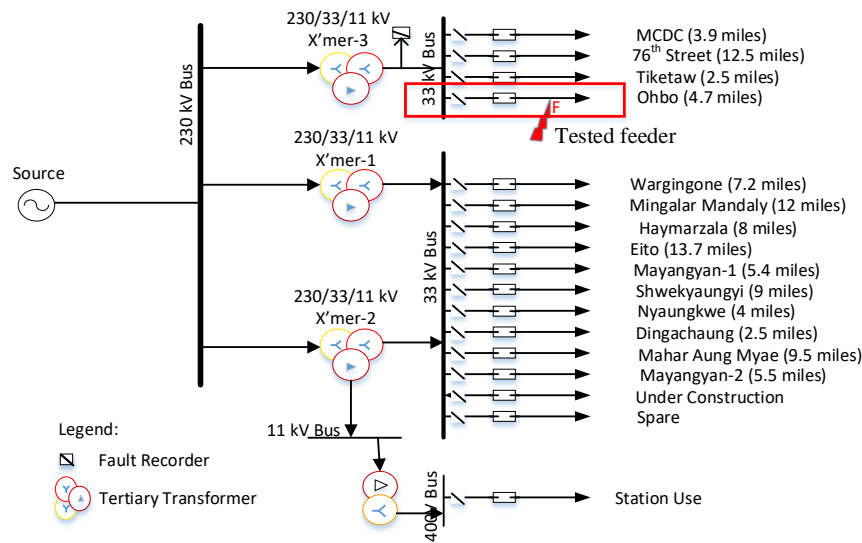 230/33/11 kV
X'mer-3
230 kV Bus
33 kV Bus
MCDC (3.9 miles)
76th Street (12.5 miles)
Tiketaw (2.5 miles)
Ohbo (4.7 miles)
F
Tested feeder
230/33/11 kV
X'mer-1
Source
33 kV Bus
Wargingone (7.2 miles)
Mingalar Mandaly (12 miles)
Haymarzala (8 miles)
Eito (13.7 miles)
Mayangyan-1 (5.4 miles)
Shwekyaungyi (9 miles)
Nyaungkwe (4 miles)
Dingachaung (2.5 miles)
Mahar Aung Myae (9.5 miles)
Mayangyan-2 (5.5 miles)
Under Construction
Spare
230/33/11 kV
X'mer-2
11 kV Bus
400V Bus
Station Use
Legend:
Fault Recorder
Tertiary Transformer